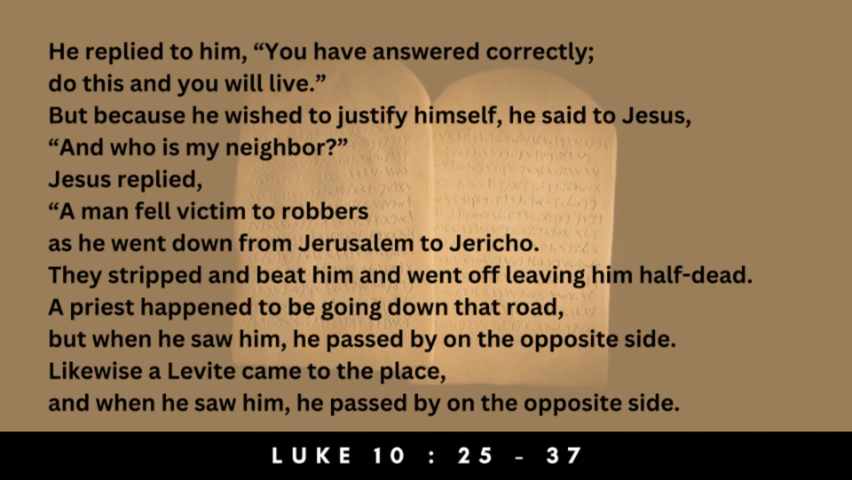 He replied to him, “You have answered correctly;
do this and you will live.”
But because he wished to justify himself, he said to Jesus,
“And who is my neighbor?”
Jesus replied,
“A man fell victim to robbers
as he went down from Jerusalem to Jericho.
They stripped and beat him and went off leaving him half-dead.
A priest happened to be going down that road,
but when he saw him, he passed by on the opposite side.
Likewise a Levite came to the place,
and when he saw him, he passed by on the opposite side.
LUKE 10 : 25 - 37